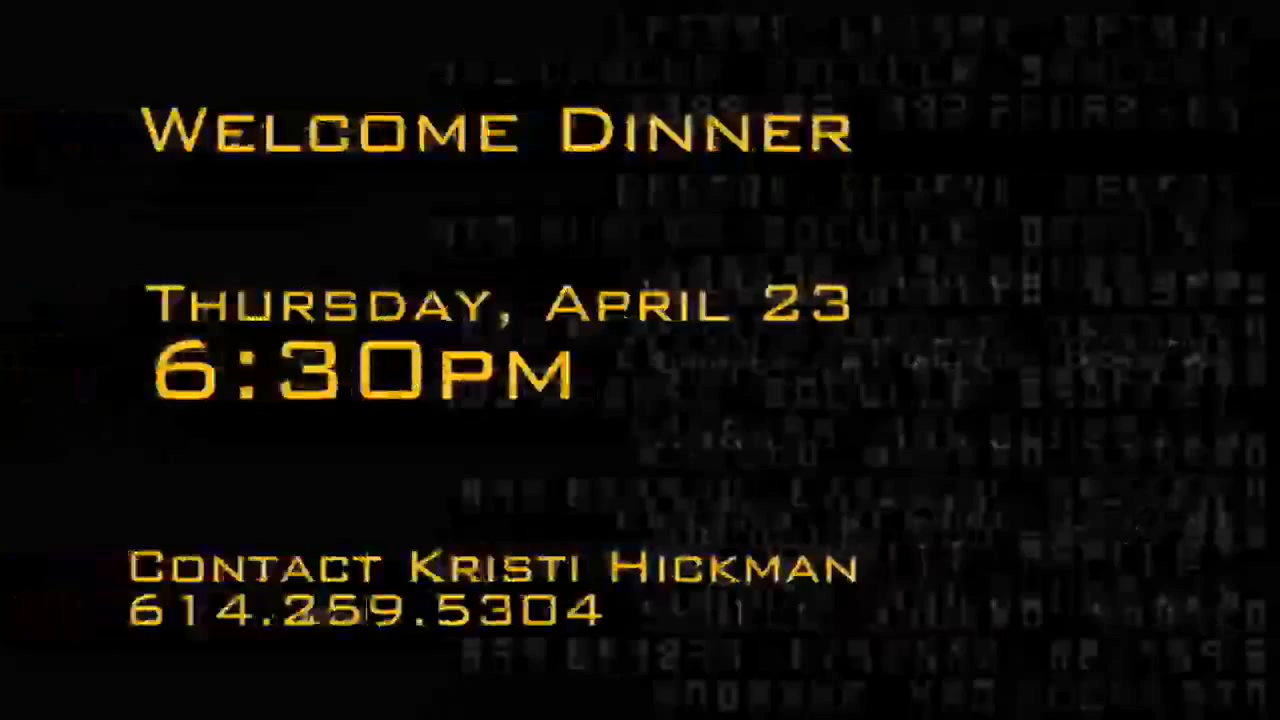 Welcome Dinner
Thursday, April 23
6:30pm
Contact Kristi Hickman
614.259.5304